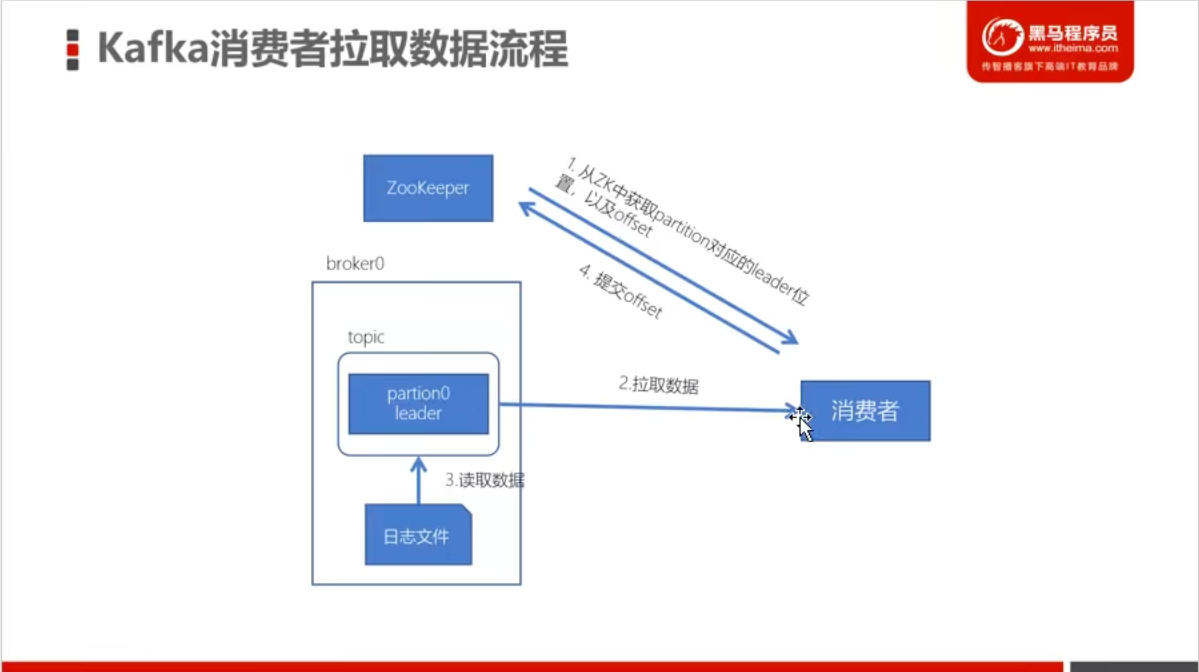 Kafka消费者拉取数据流程
黑马程序员
www.itheima.com
传智播客旗下高端IT教育品牌
ZooKeeper
1. 从ZK中获取partition对应的leader位
置，以及offset
4. 提交offset
broker0
topic
partion0
leader
2.拉取数据
消费者
3.读取数据
日志文件